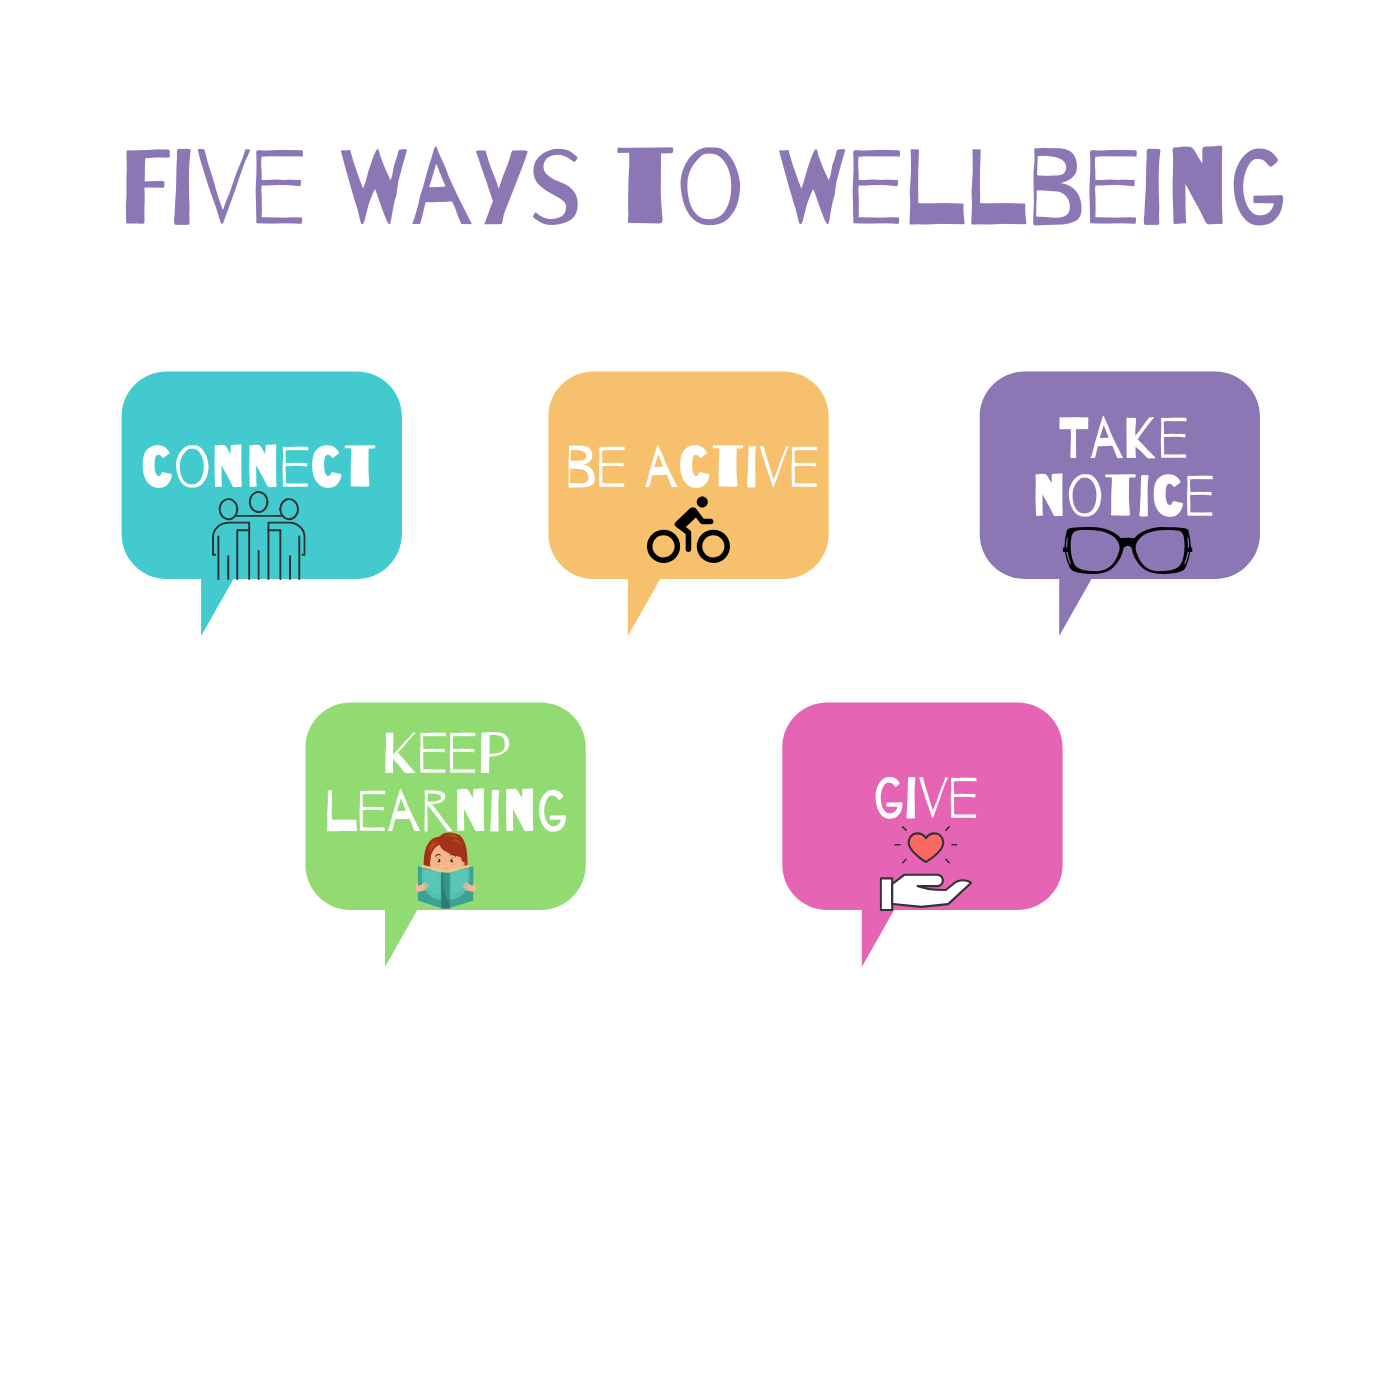 FIVE WAYS TO WELLBEING
CONNECT
BE ACTIVE
TAKE
NOTICE
KEEP
LEARNING
GIVE